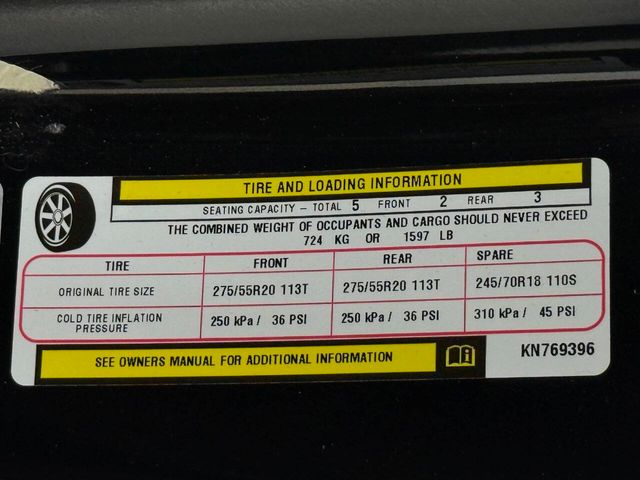 TIRE AND LOADING INFORMATION
SEATING CAPACITY – TOTAL 5 FRONT 2 REAR 3
THE COMBINED WEIGHT OF OCCUPANTS AND CARGO SHOULD NEVER EXCEED
724 KG OR 1597 LB
TIRE FRONT REAR SPARE
ORIGINAL TIRE SIZE 275/55R20 113T 275/55R20 113T 245/70R18 110S
COLD TIRE INFLATION PRESSURE 250 kPa / 36 PSI 250 kPa / 36 PSI 310 kPa / 45 PSI
SEE OWNERS MANUAL FOR ADDITIONAL INFORMATION
KN769396